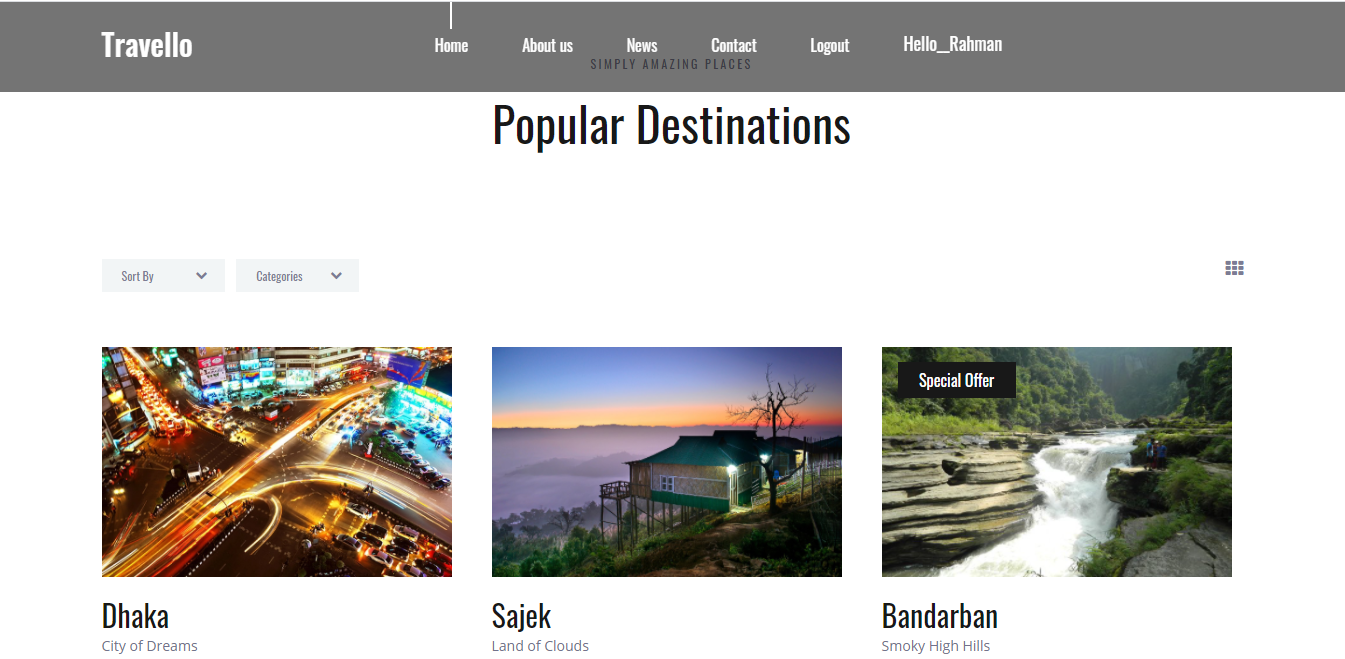 Travello
Home About us News Contact Logout Hello__Rahman
SIMPLY AMAZING PLACES
Popular Destinations
Sort By Categories
Special Offer
Dhaka Sajek Bandarban
City of Dreams Land of Clouds Smoky High Hills